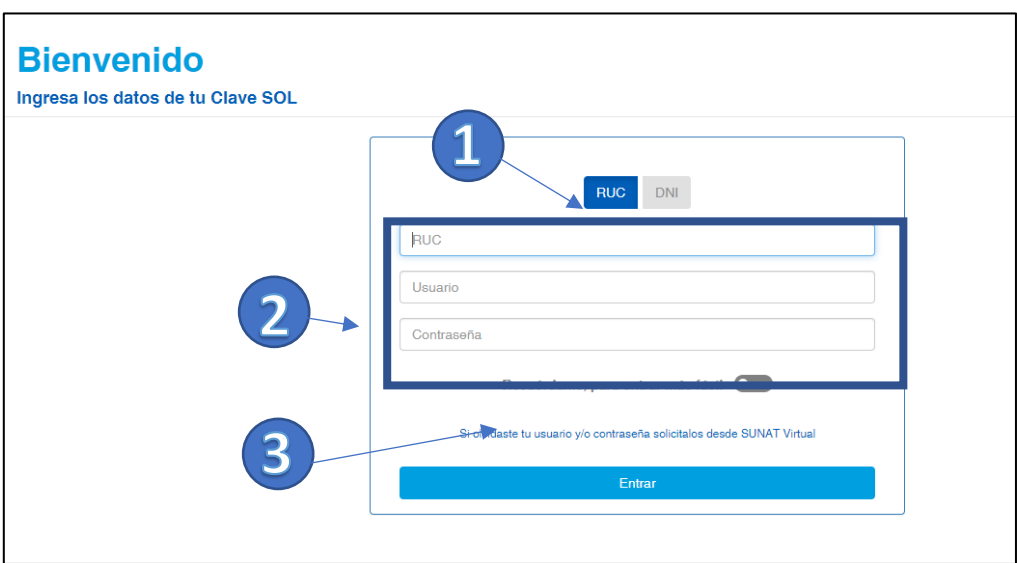 Bienvenido
Ingresa los datos de tu Clave SOL
1
RUC DNI
RUC
Usuario
2
Contraseña
Si olvidaste tu usuario y/o contraseña solicitalos desde SUNAT Virtual
3
Entrar